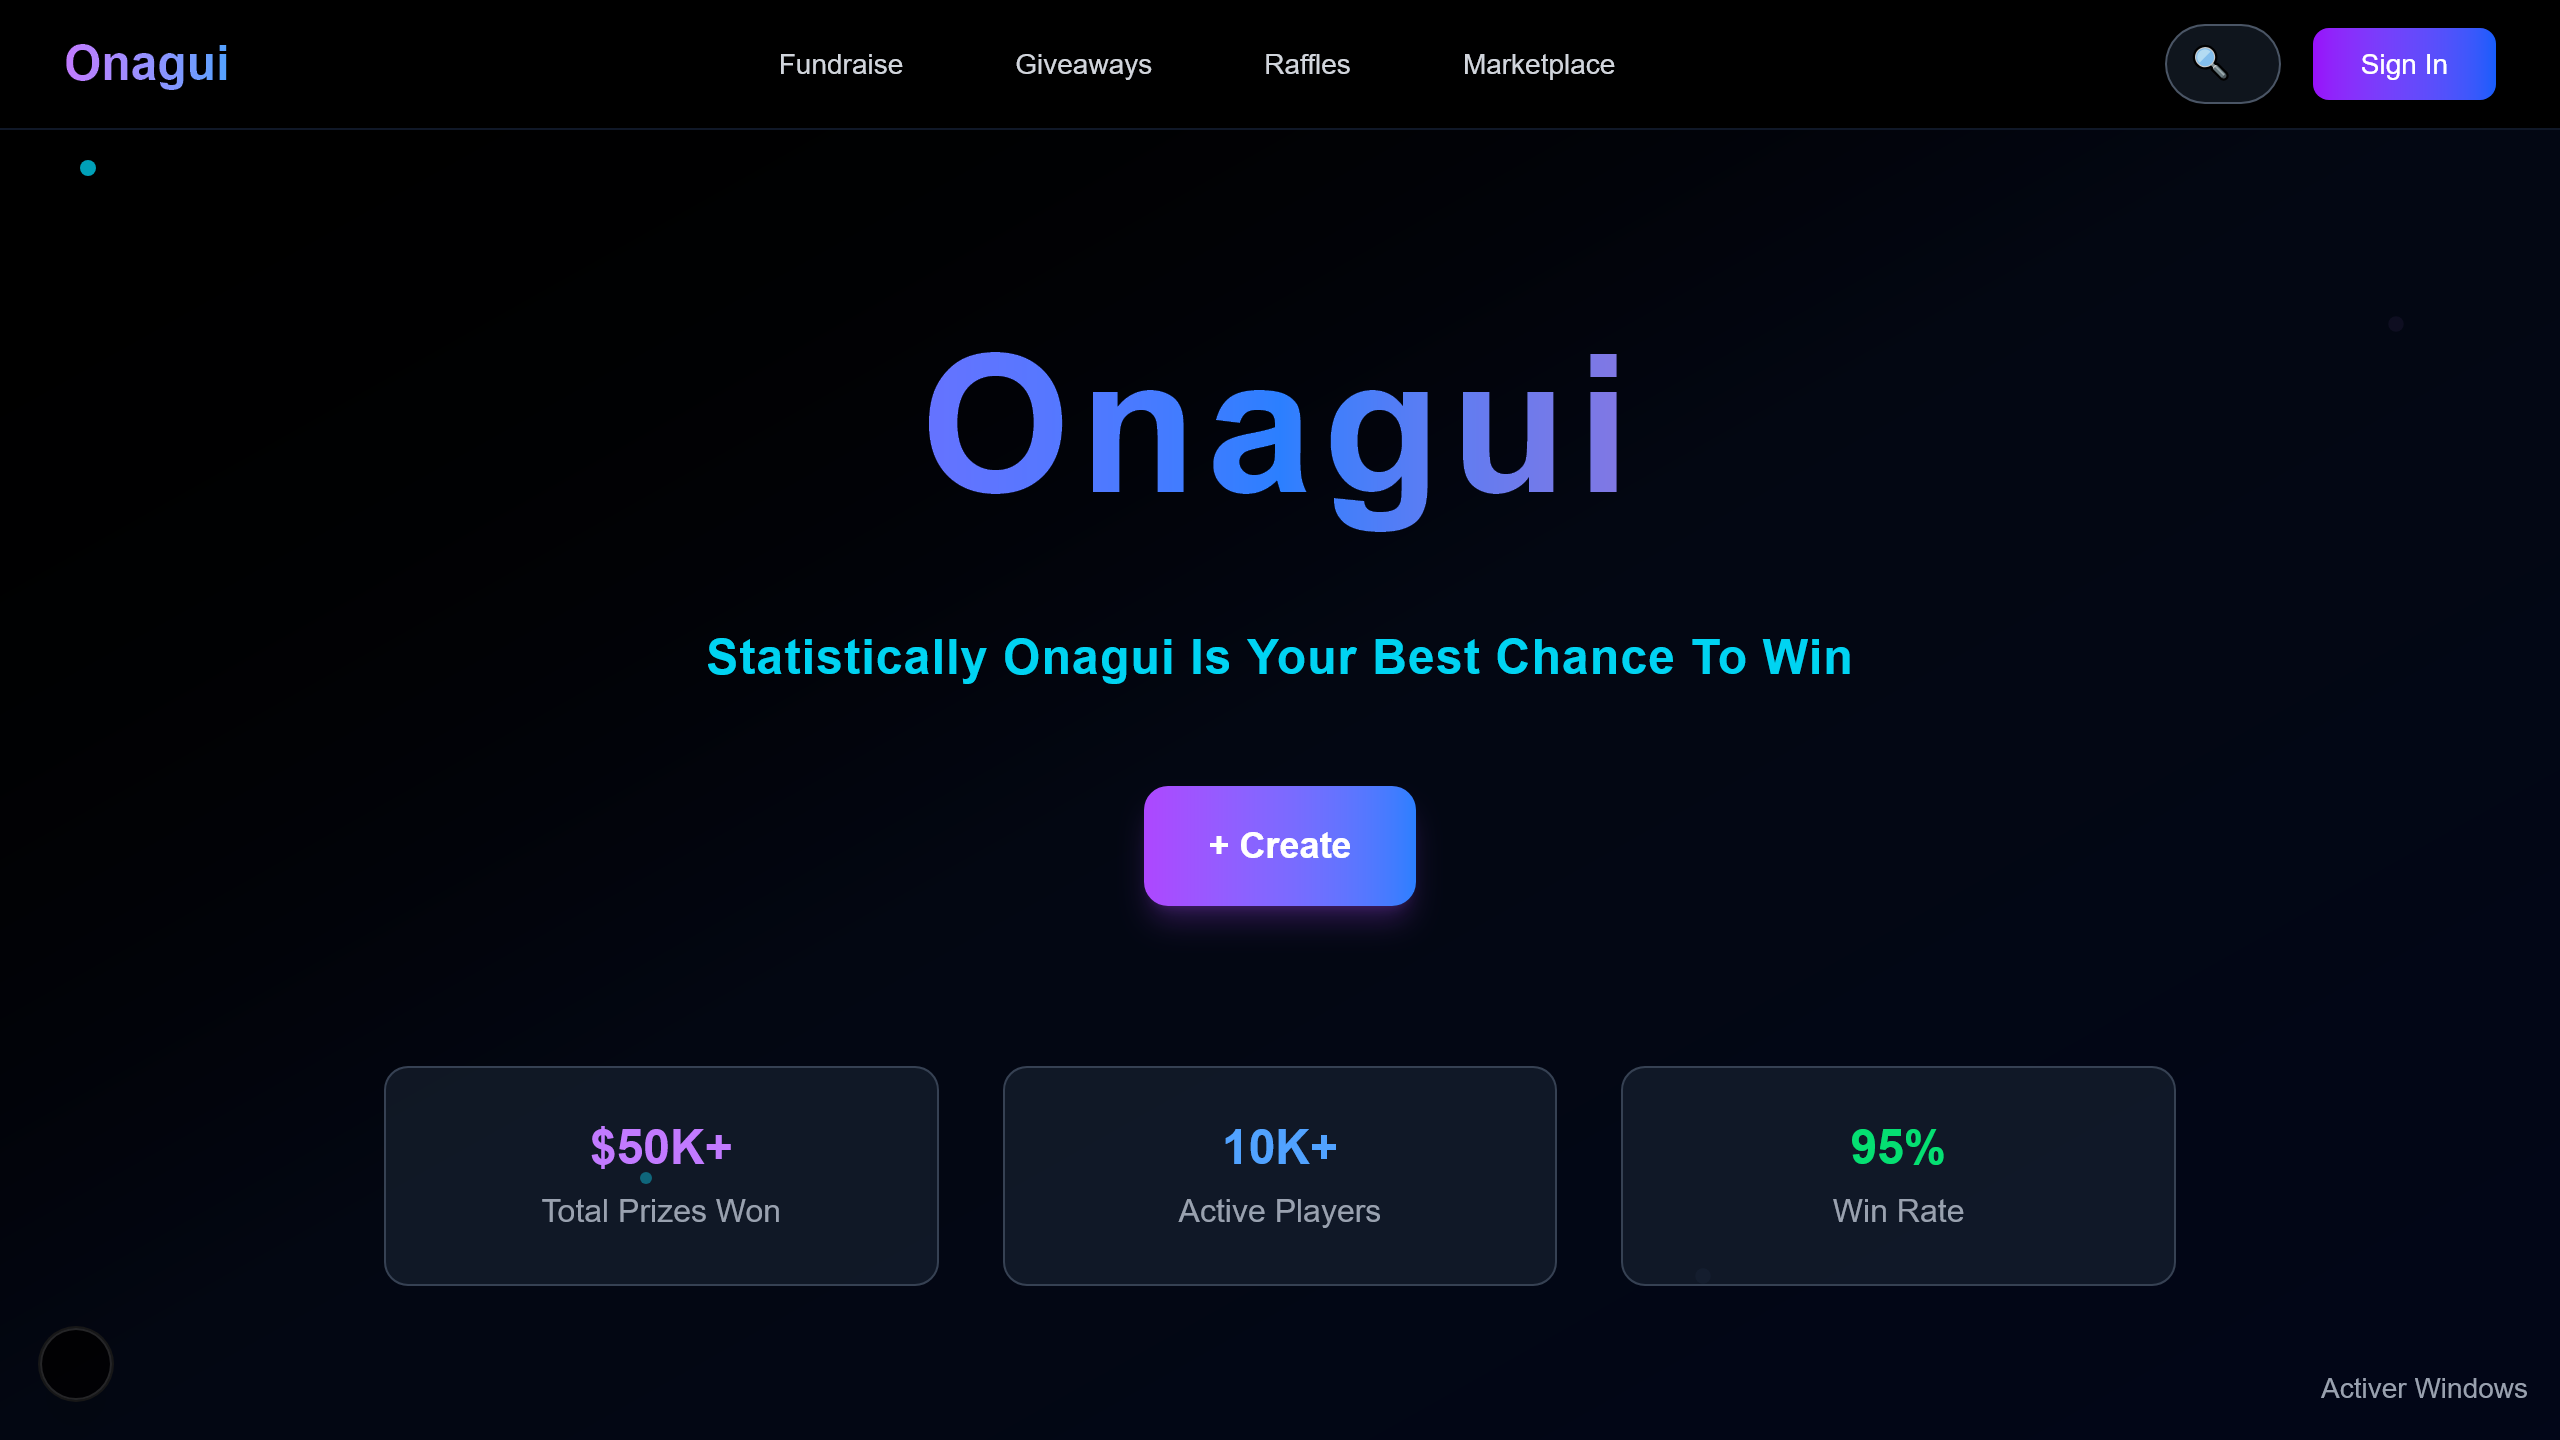 Onagui
Fundraise
Giveaways
Raffles
Marketplace
Sign In
Onagui
Statistically Onagui Is Your Best Chance To Win
+ Create
$50K+
Total Prizes Won
10K+
Active Players
95%
Win Rate
Activer Windows